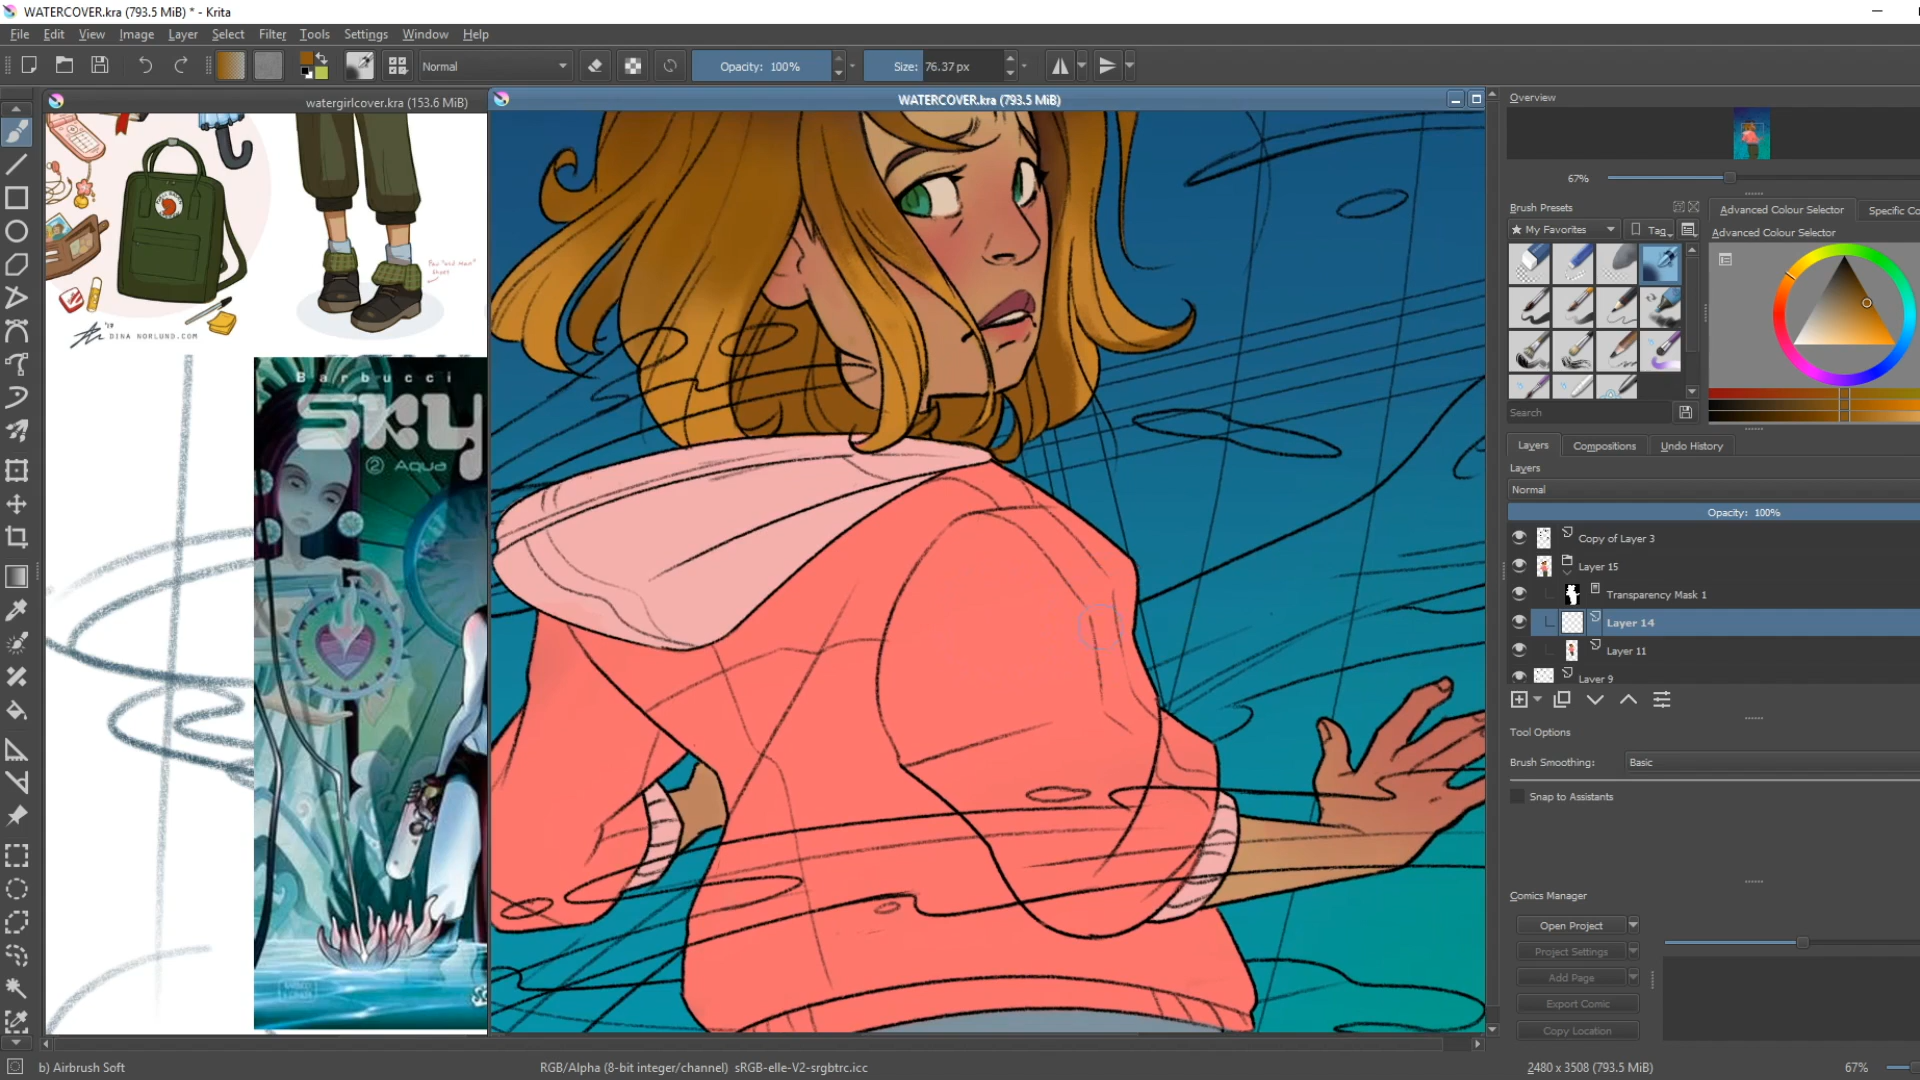 WATERCOVER.kra (793.5 MiB) * - Krita
File Edit View Image Layer Select Filter Tools Settings Window Help
Normal
Opacity: 100%
Size: 76.37 px
watergirlcover.kra (153.6 MiB)
WATERCOVER.kra (793.5 MiB)
DINA NORLUND.COM
Barbucci
SKY
2 Aqua
Overview
67%
Brush Presets
My Favorites
Tag
Search
Advanced Colour Selector
Specific Co
Advanced Colour Selector
Layers
Compositions
Undo History
Layers
Normal
Opacity: 100%
Copy of Layer 3
Layer 15
Transparency Mask 1
Layer 14
Layer 11
Layer 9
Tool Options
Brush Smoothing:
Basic
Snap to Assistants
Comics Manager
Open Project
Project Settings
Add Page
Export Comic
Copy Location
b) Airbrush Soft
RGB/Alpha (8-bit integer/channel) sRGB-elle-V2-srgbtrc.icc
2480 x 3508 (793.5 MiB)
67%